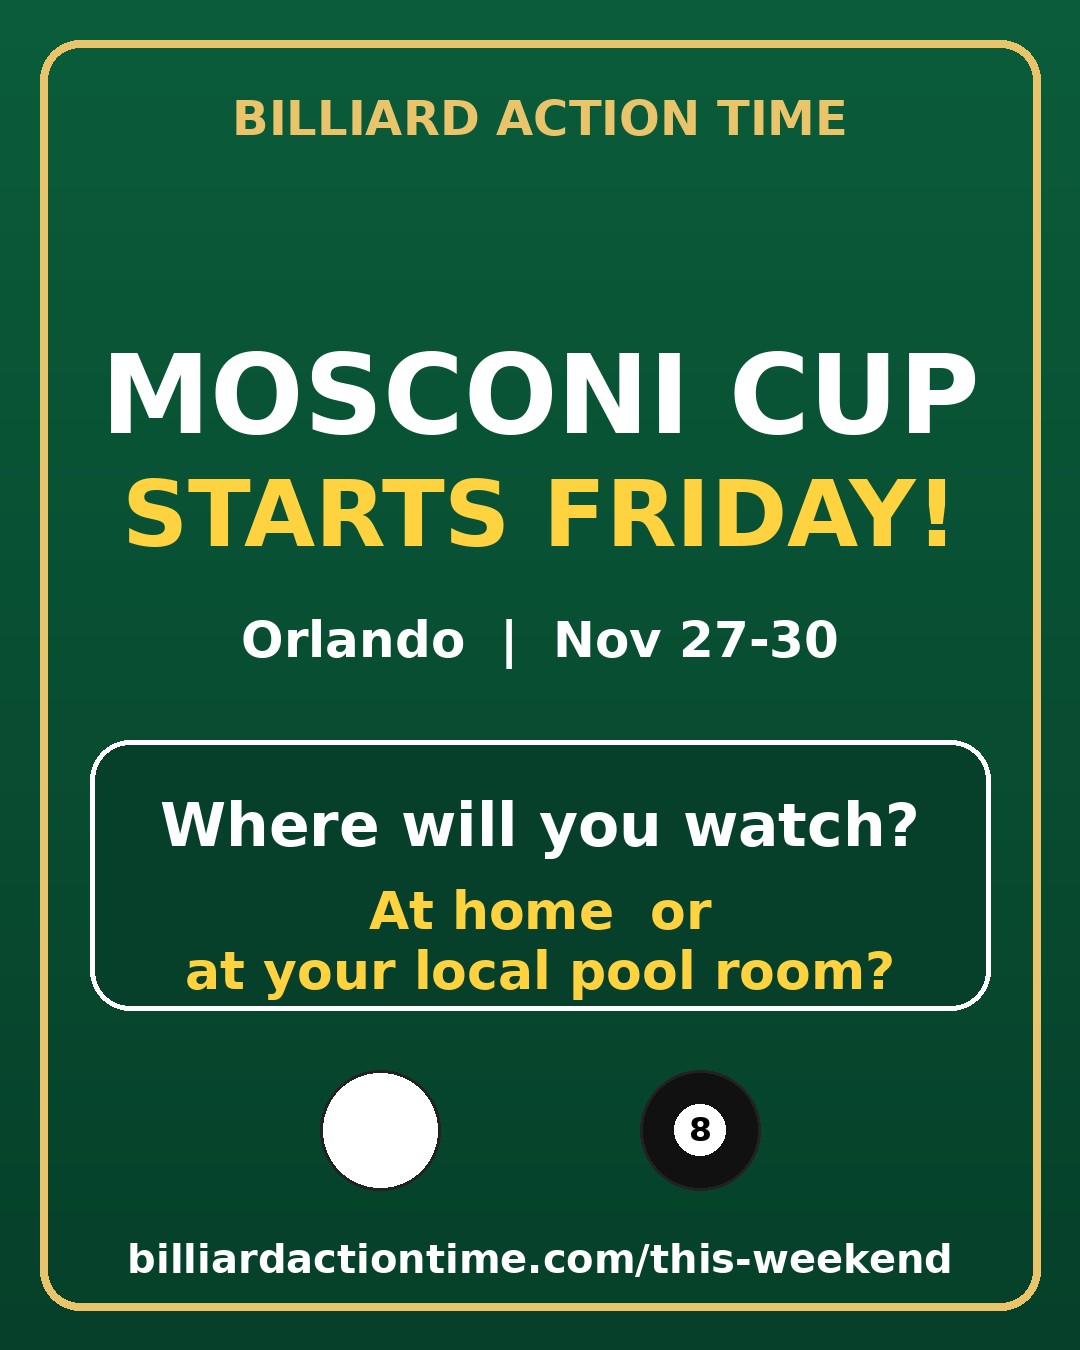 BILLIARD ACTION TIME
MOSCONI CUP
STARTS FRIDAY!
Orlando | Nov 27-30
Where will you watch?
At home or
at your local pool room?
8
billiardactiontime.com/this-weekend